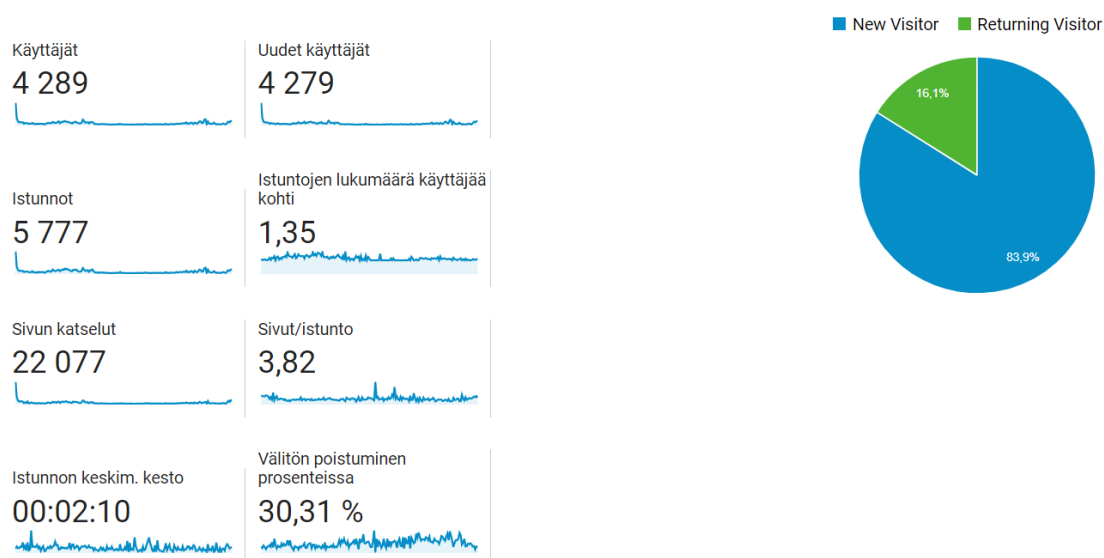 New Visitor
Returning Visitor
Käyttäjät
4 289
Uudet käyttäjät
4 279
Istunnot
5 777
Istuntojen lukumäärä käyttäjää
kohti
1,35
Sivun katselut
22 077
Sivut/istunto
3,82
Istunnon keskim. kesto
00:02:10
Välitön poistuminen
prosenteissa
30,31 %
16,1%
83,9%